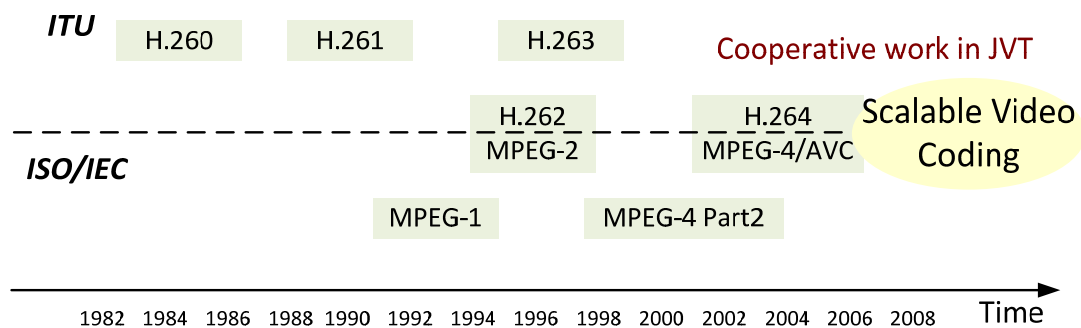 ITU
H.260
H.261
H.263
Cooperative work in JVT
H.262
MPEG-2
H.264
MPEG-4/AVC
Scalable Video
Coding
ISO/IEC
MPEG-1
MPEG-4 Part2
1982 1984 1986 1988 1990 1992 1994 1996 1998 2000 2002 2004 2006 2008
Time